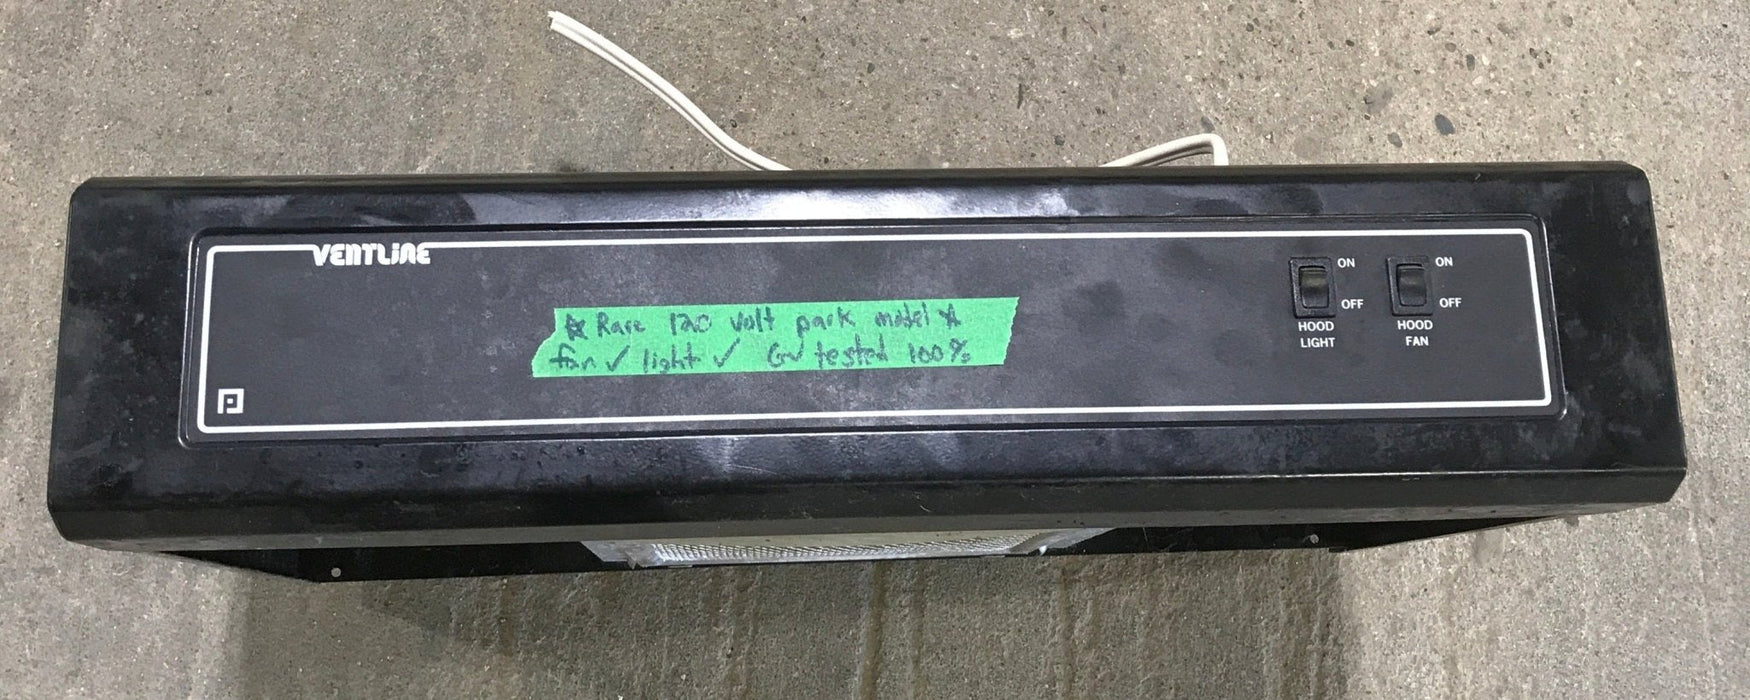 VENTLINE
☆ Rare 120 volt park model ☆
fan ✓ light ✓ tested 100%
ON
OFF
HOOD
LIGHT
ON
OFF
HOOD
FAN
P